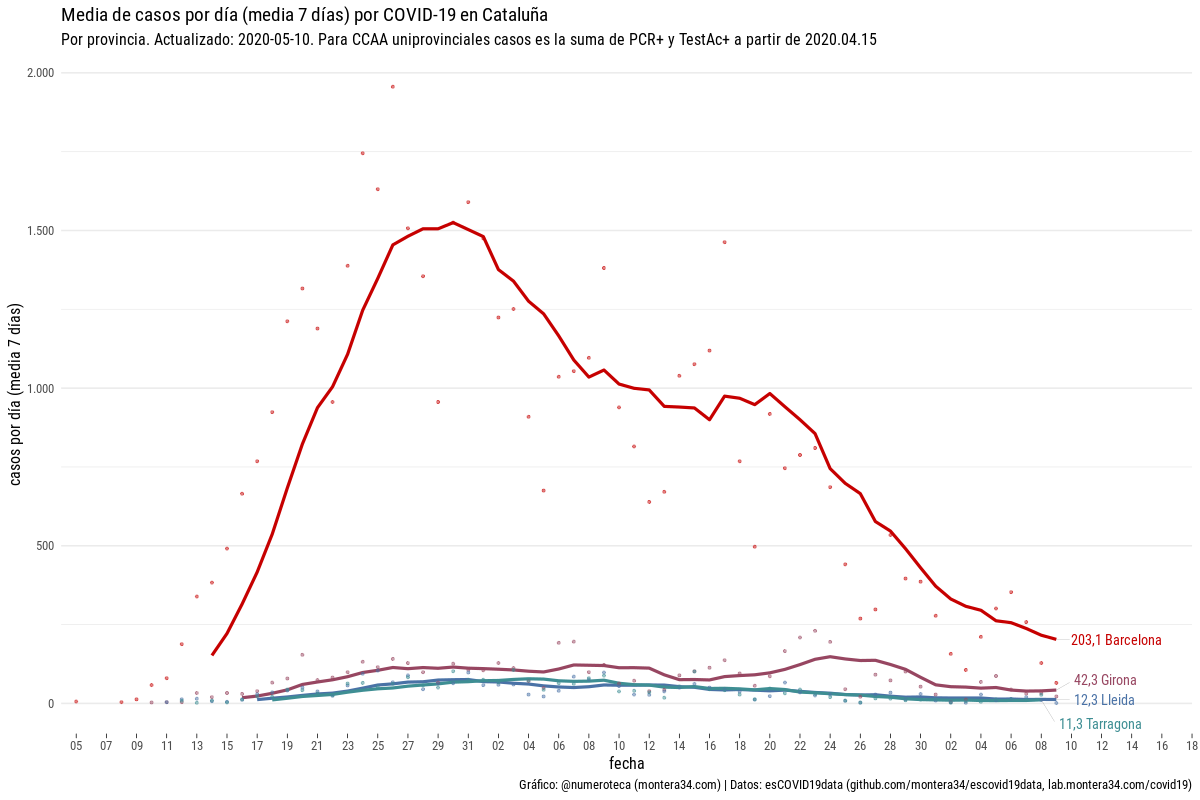 Media de casos por día (media 7 días) por COVID-19 en Cataluña
Por provincia. Actualizado: 2020-05-10. Para CCAA uniprovinciales casos es la suma de PCR+ y TestAc+ a partir de 2020.04.15
casos por día (media 7 días)
2.000
1.500
1.000
500
0
203,1 Barcelona
42,3 Girona
12,3 Lleida
11,3 Tarragona
05 07 09 11 13 15 17 19 21 23 25 27 29 31 02 04 06 08 10 12 14 16 18 20 22 24 26 28 30 02 04 06 08 10 12 14 16 18
fecha
Gráfico: @numeroteca (montera34.com) | Datos: esCOVID19data (github.com/montera34/escovid19data, lab.montera34.com/covid19)